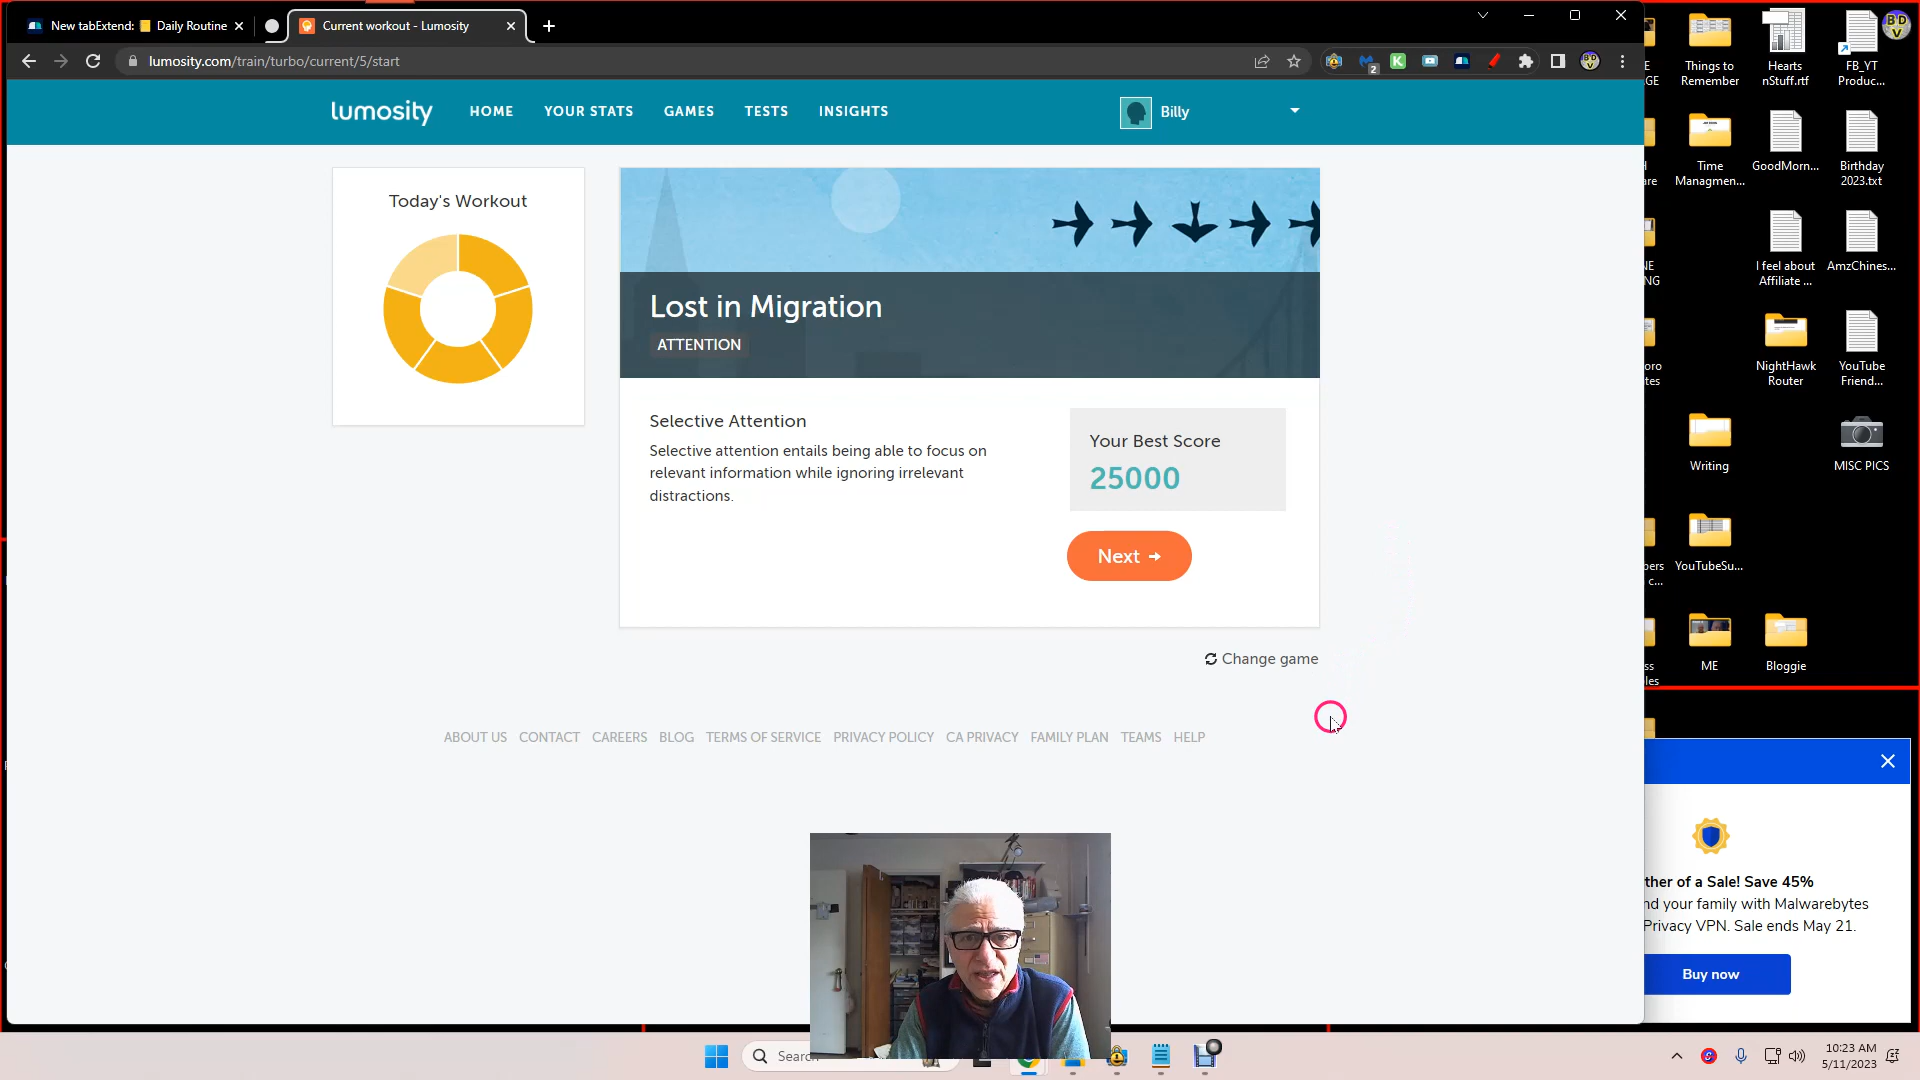 New tabExtend: Daily Routine
Current workout - Lumosity
lumosity.com/train/turbo/current/5/start
2
K
BD
V
lumosity
HOME
YOUR STATS
GAMES
TESTS
INSIGHTS
Billy
Today's Workout
Lost in Migration
ATTENTION
Selective Attention
Selective attention entails being able to focus on
relevant information while ignoring irrelevant
distractions.
Your Best Score
25000
Next
Change game
ABOUT US
CONTACT
CAREERS
BLOG
TERMS OF SERVICE
PRIVACY POLICY
CA PRIVACY
FAMILY PLAN
TEAMS
HELP
Things to
Remember
Hearts
nStuff.rtf
FB_YT
Produc...
BD
V
Time
Managmen...
GoodMorn...
Birthday
2023.txt
I feel about
Affiliate ...
AmzChines...
NightHawk
Router
YouTube
Friend...
Writing
MISC PICS
YouTubeSu...
ME
Bloggie
ther of a Sale! Save 45%
nd your family with Malwarebytes
Privacy VPN. Sale ends May 21.
Buy now
Search
10:23 AM
5/11/2023